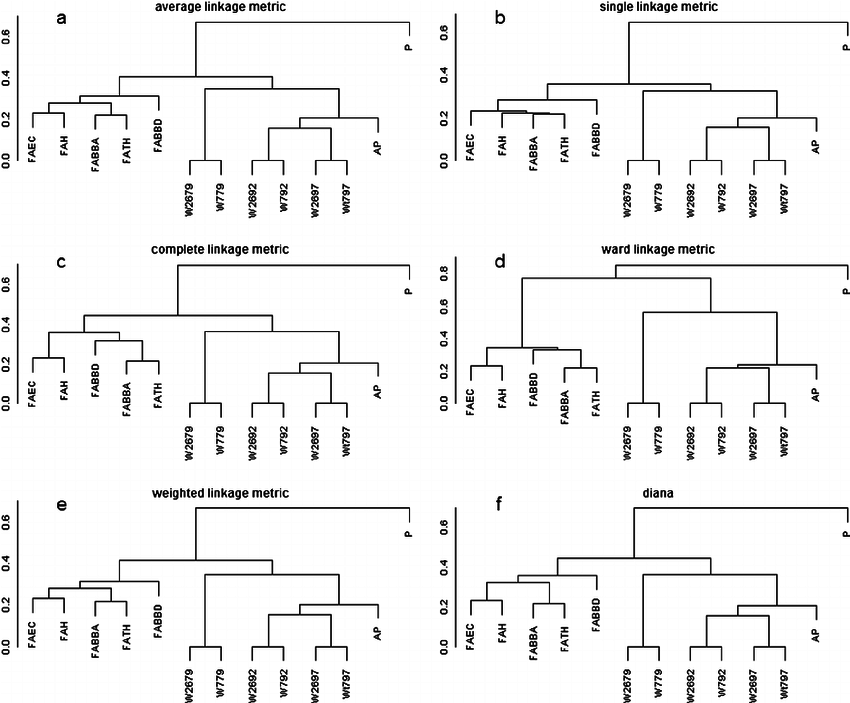 a
average linkage metric
0.0 0.2 0.4 0.6
P
FAEC FAH FABBA FATH FABBD W2679 W779 W2692 W792 W2697 Wt797 AP
b
single linkage metric
0.0 0.2 0.4 0.6
P
FAEC FAH FABBA FATH FABBD W2679 W779 W2692 W792 W2697 Wt797 AP
c
complete linkage metric
0.0 0.2 0.4 0.6
P
FAEC FAH FABBD FABBA FATH W2679 W779 W2692 W792 W2697 Wt797 AP
d
ward linkage metric
0.0 0.2 0.4 0.6 0.8
P
FAEC FAH FABBD FABBA FATH W2679 W779 W2692 W792 W2697 Wt797 AP
e
weighted linkage metric
0.0 0.2 0.4 0.6
P
FAEC FAH FABBA FATH FABBD W2679 W779 W2692 W792 W2697 Wt797 AP
f
diana
0.0 0.2 0.4 0.6
P
FAEC FAH FABBA FATH FABBD W2679 W779 W2692 W792 W2697 Wt797 AP